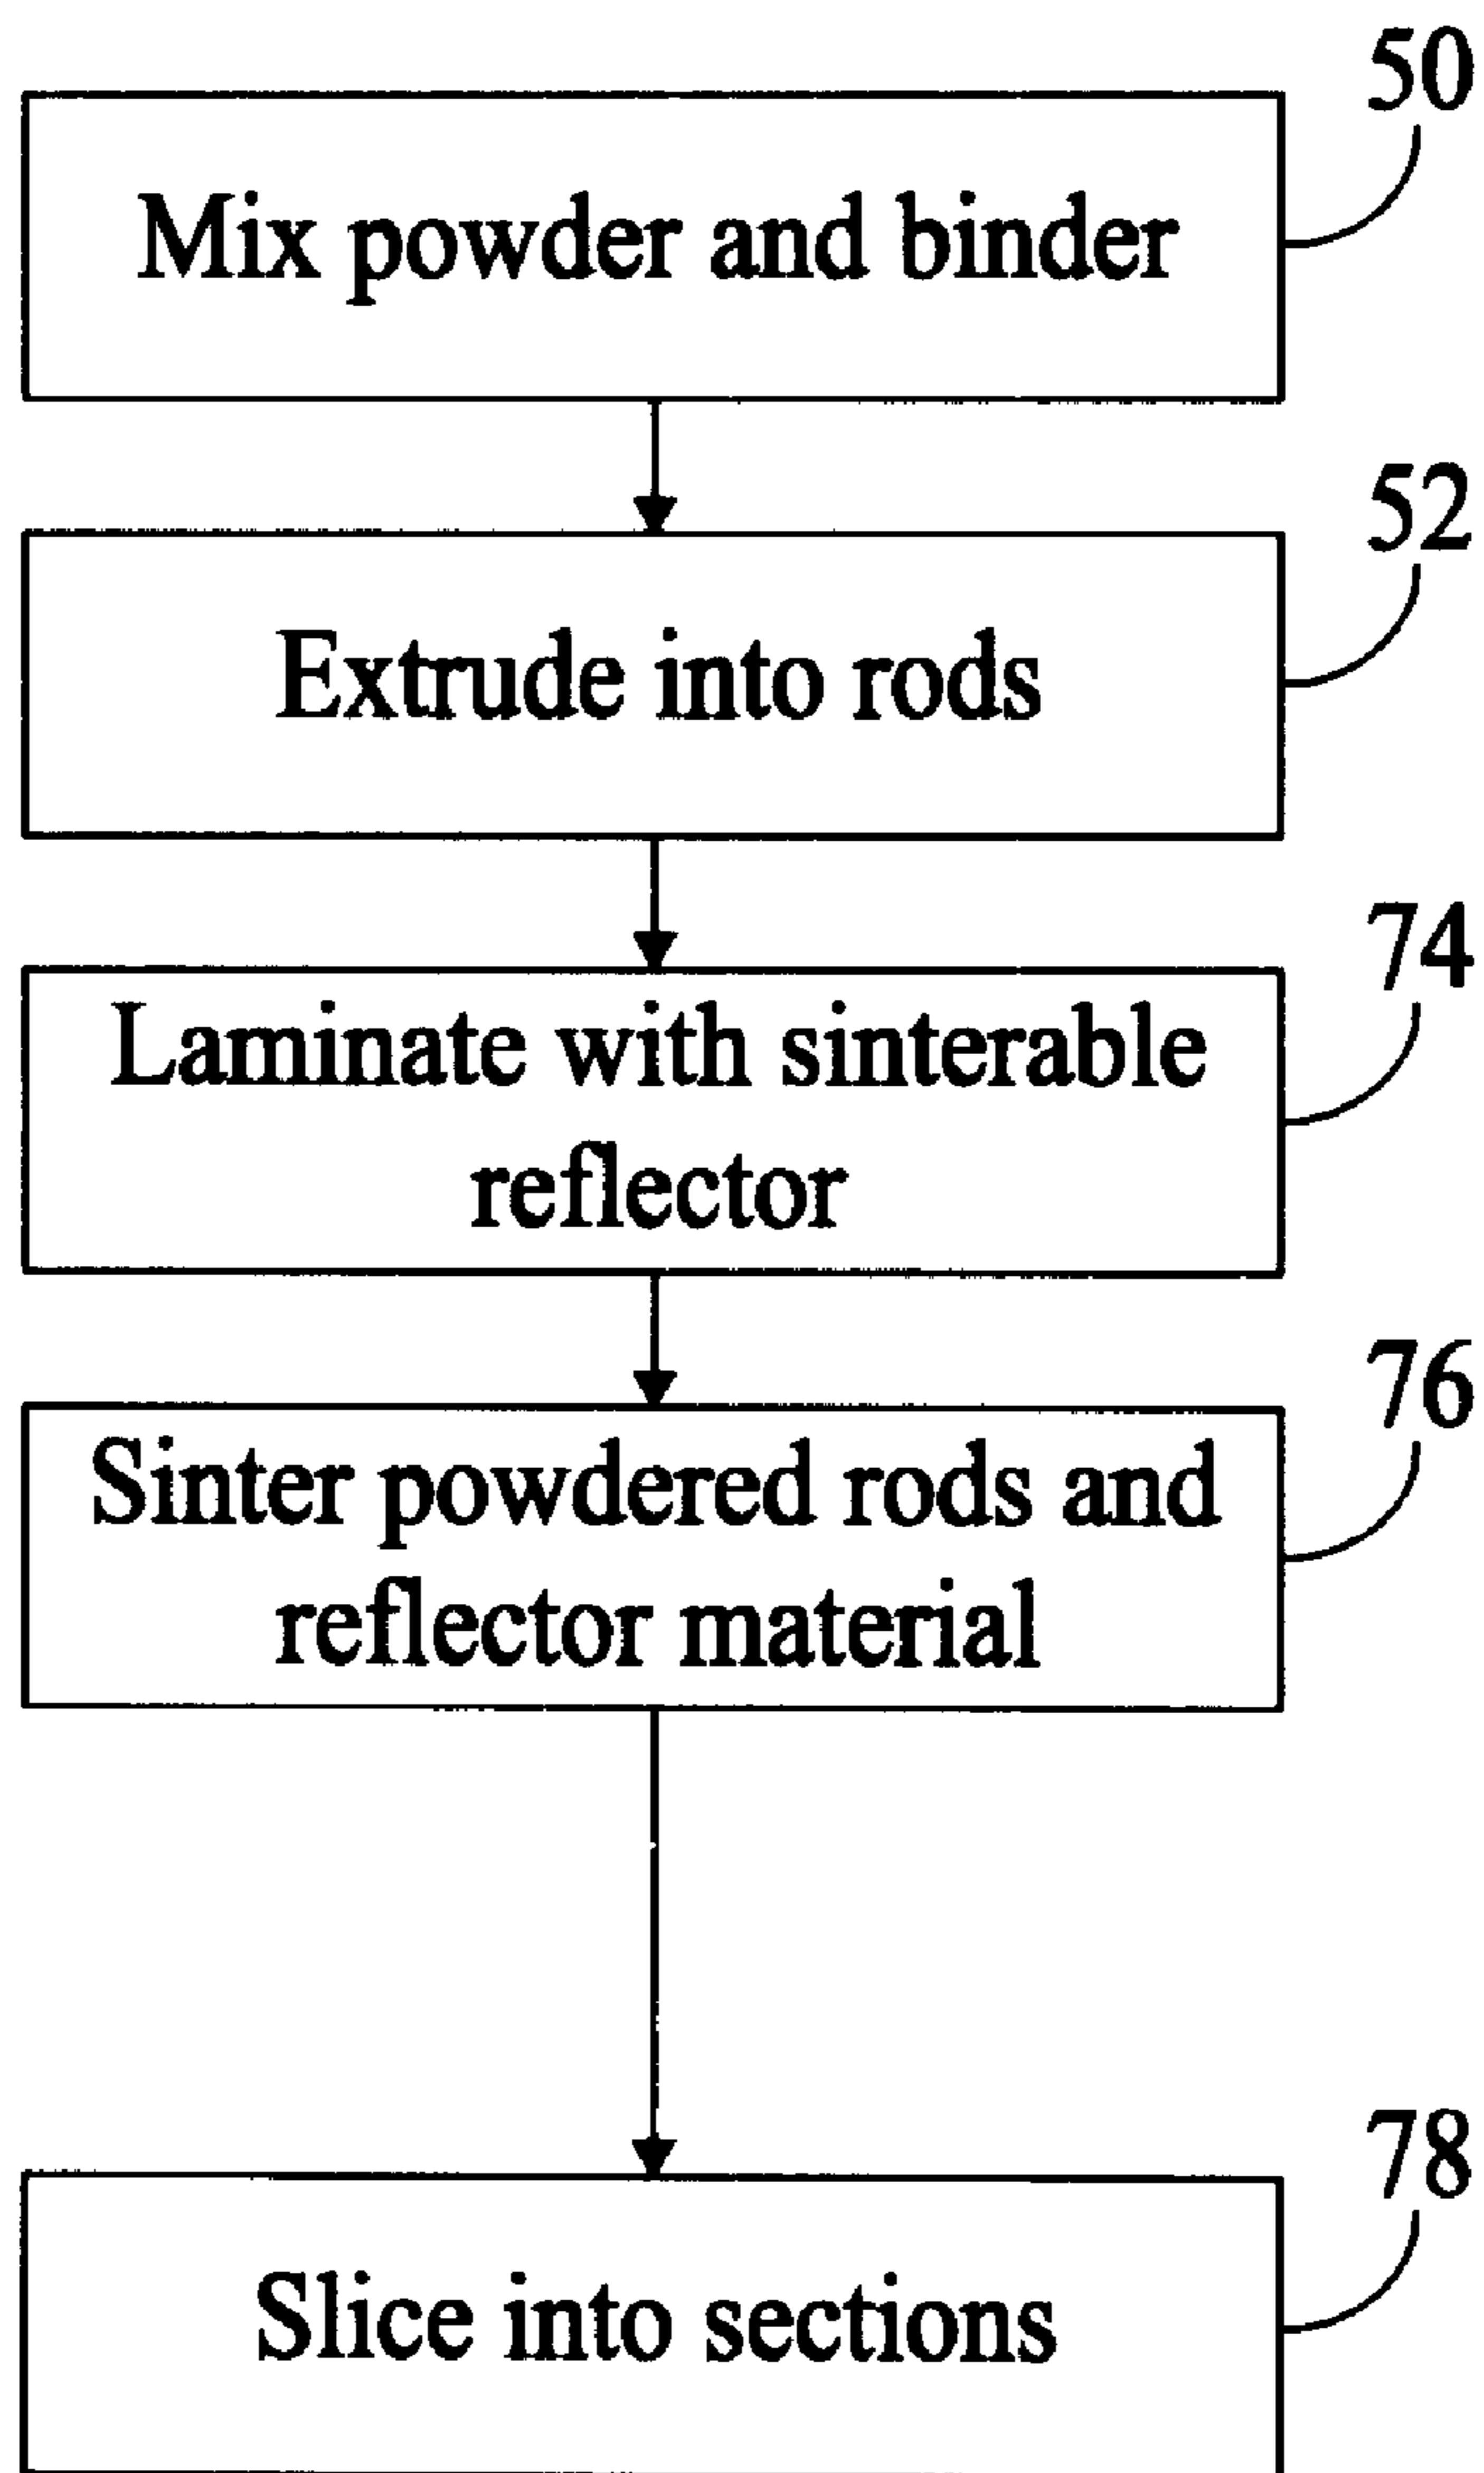 50
Mix powder and binder
52
Extrude into rods
74
Laminate with sinterable
reflector
76
Sinter powdered rods and
reflector material
78
Slice into sections